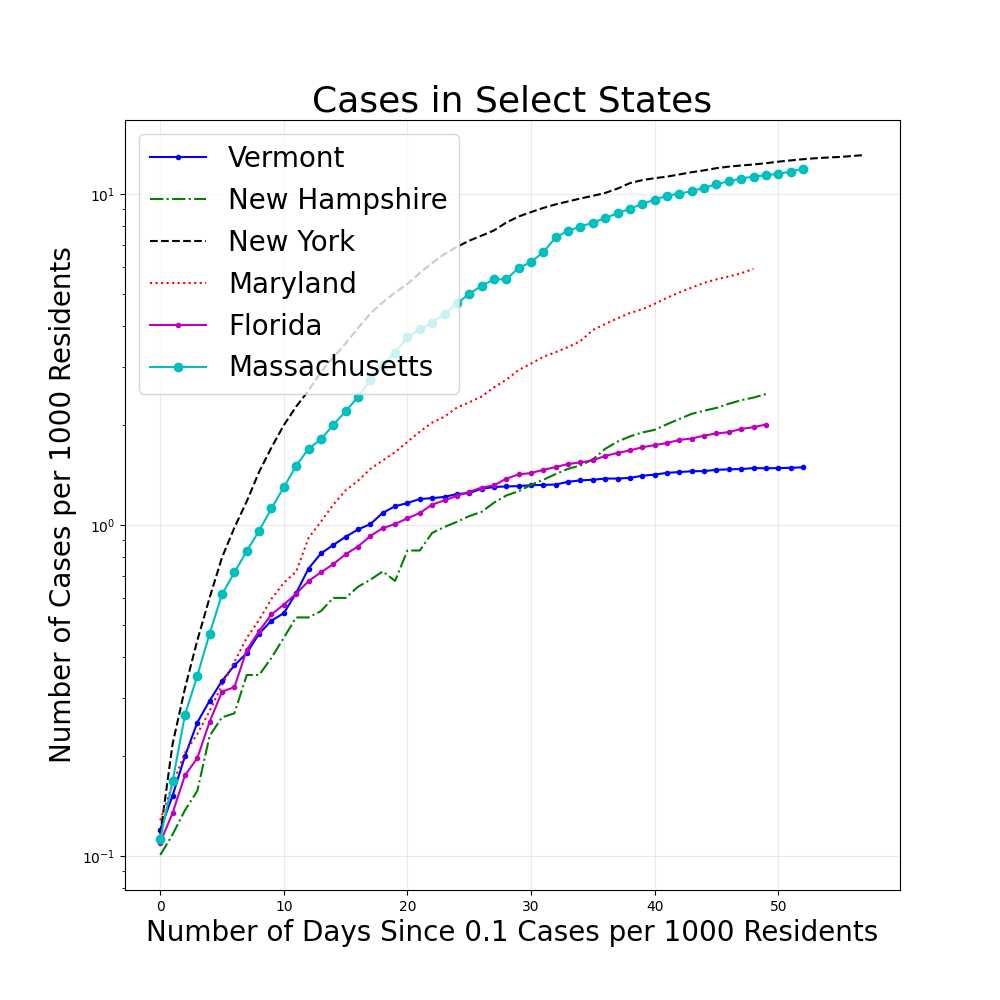 Cases in Select States
Number of Cases per 1000 Residents
10¹
10⁰
10⁻¹
Vermont
New Hampshire
New York
Maryland
Florida
Massachusetts
0 10 20 30 40 50
Number of Days Since 0.1 Cases per 1000 Residents